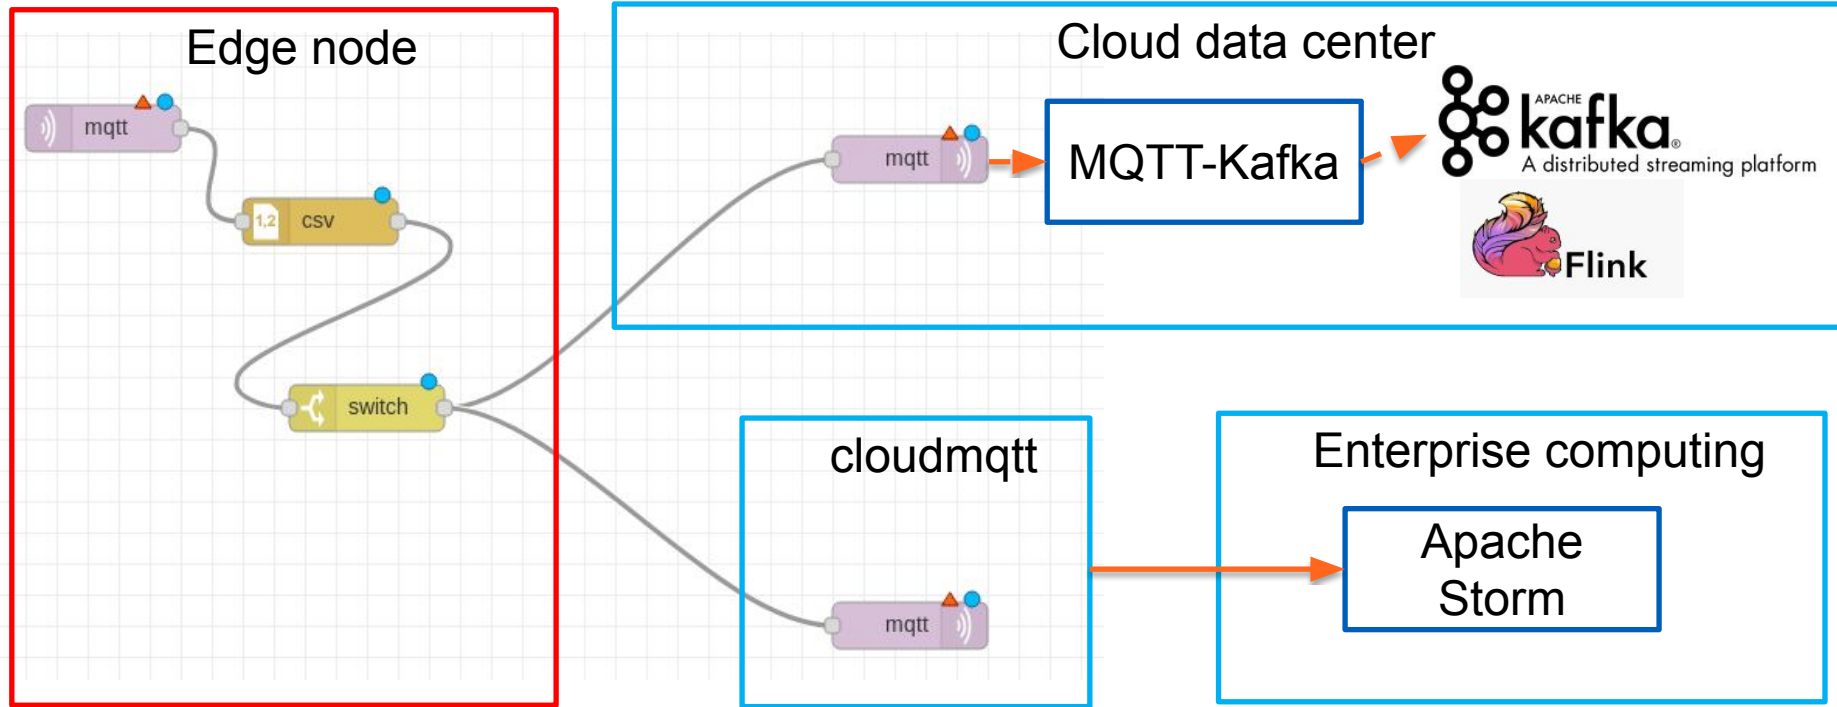 Edge node
mqtt
1,2 csv
switch
Cloud data center
mqtt
MQTT-Kafka
APACHE
kafka®
A distributed streaming platform
Flink
cloudmqtt
mqtt
Enterprise computing
Apache
Storm